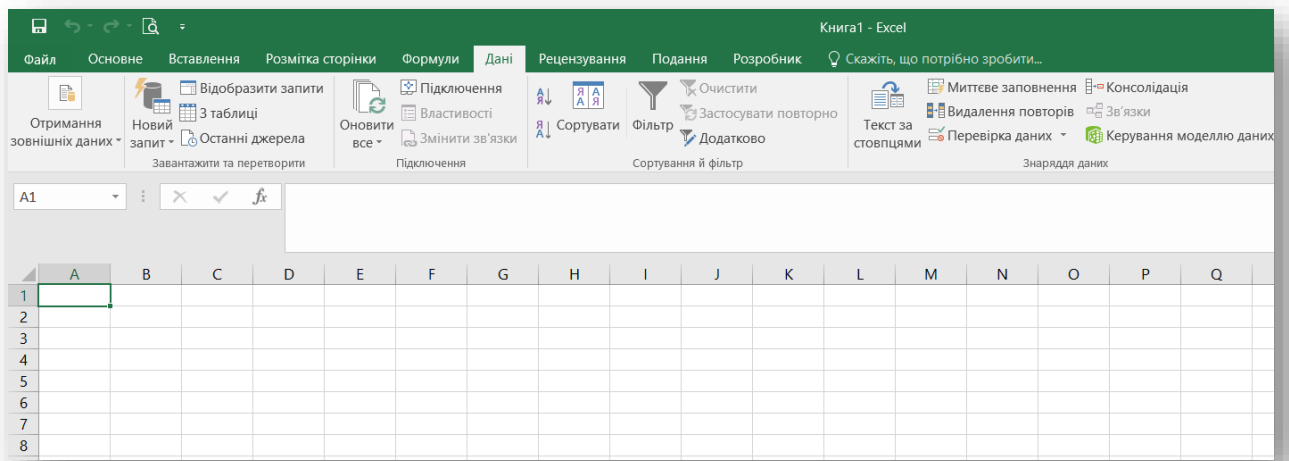 Книга1 - Excel
Файл Основне Вставлення Розмітка сторінки Формули Дані Рецензування Подання Розробник Скажіть, що потрібно зробити...
Отримання зовнішніх даних
Новий запит
Відобразити запити
З таблиці
Останні джерела
Завантажити та перетворити
Оновити все
Підключення
Властивості
Змінити зв'язки
Підключення
А Я
Я А
Я А А Я
Сортувати
Фільтр
Очистити
Застосувати повторно
Додатково
Сортування й фільтр
Текст за стовпцями
Миттєве заповнення
Видалення повторів
Перевірка даних
Консолідація
Зв'язки
Керування моделлю даних
Знаряддя даних
A1 fx
A B C D E F G H I J K L M N O P Q
1
2
3
4
5
6
7
8